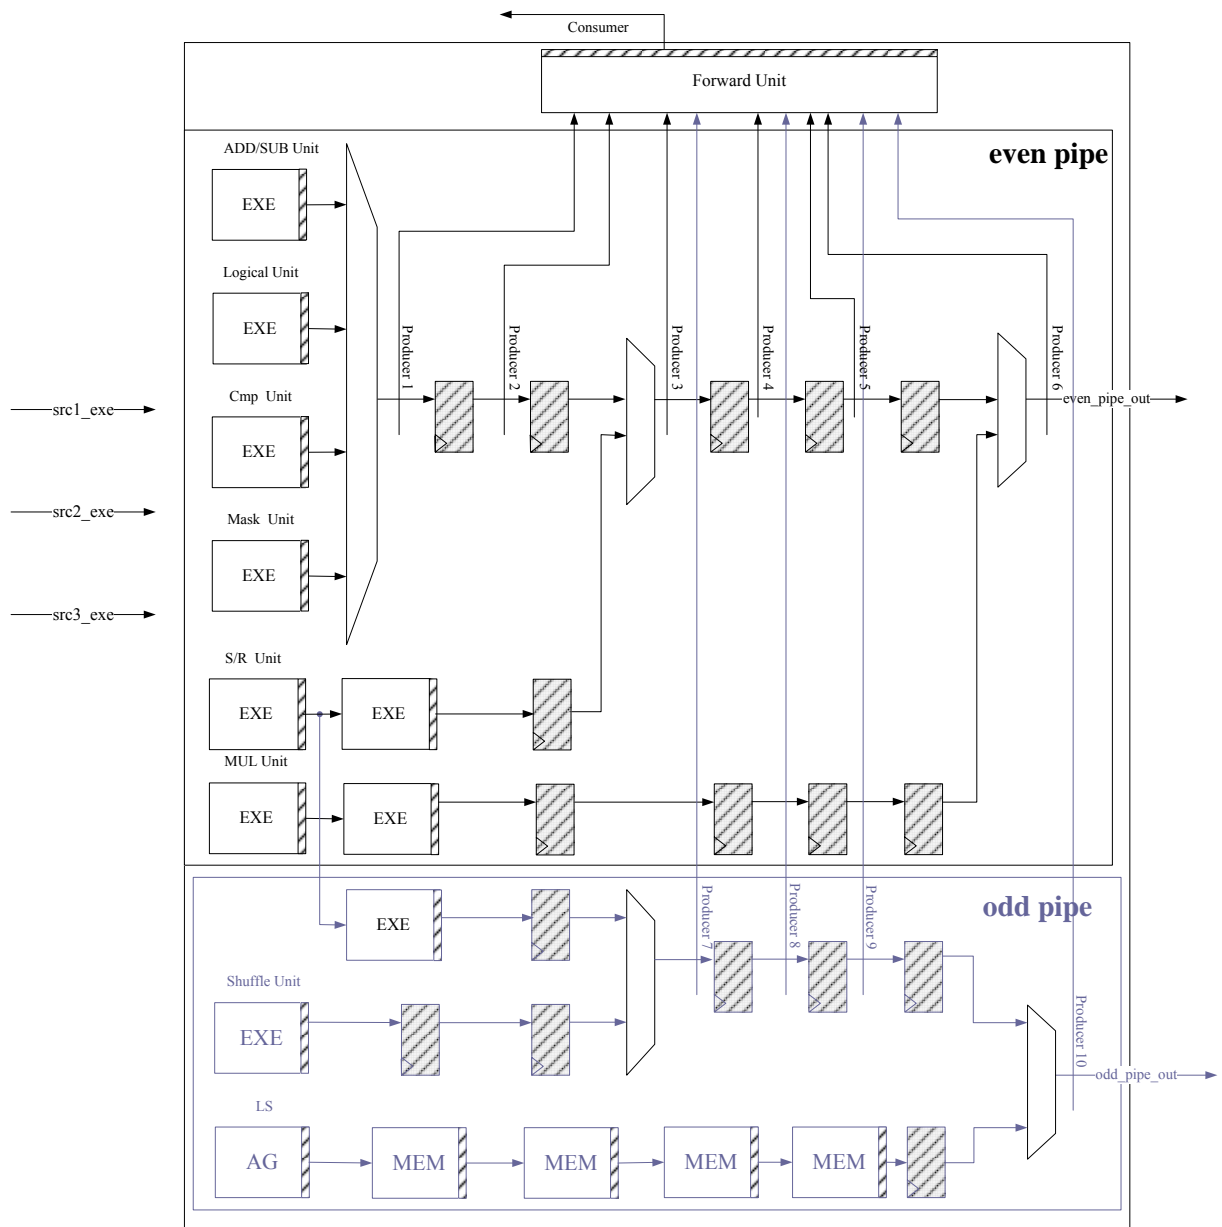 Consumer
Forward Unit
even pipe
ADD/SUB Unit
EXE
Logical Unit
EXE
Cmp Unit
EXE
Mask Unit
EXE
src1_exe
src2_exe
src3_exe
Producer 1
Producer 2
Producer 3
Producer 4
Producer 5
Producer 6
even_pipe_out
S/R Unit
EXE
EXE
MUL Unit
EXE
EXE
odd pipe
EXE
Producer 7
Producer 8
Producer 9
Shuffle Unit
EXE
Producer 10
odd_pipe_out
LS
AG
MEM
MEM
MEM
MEM